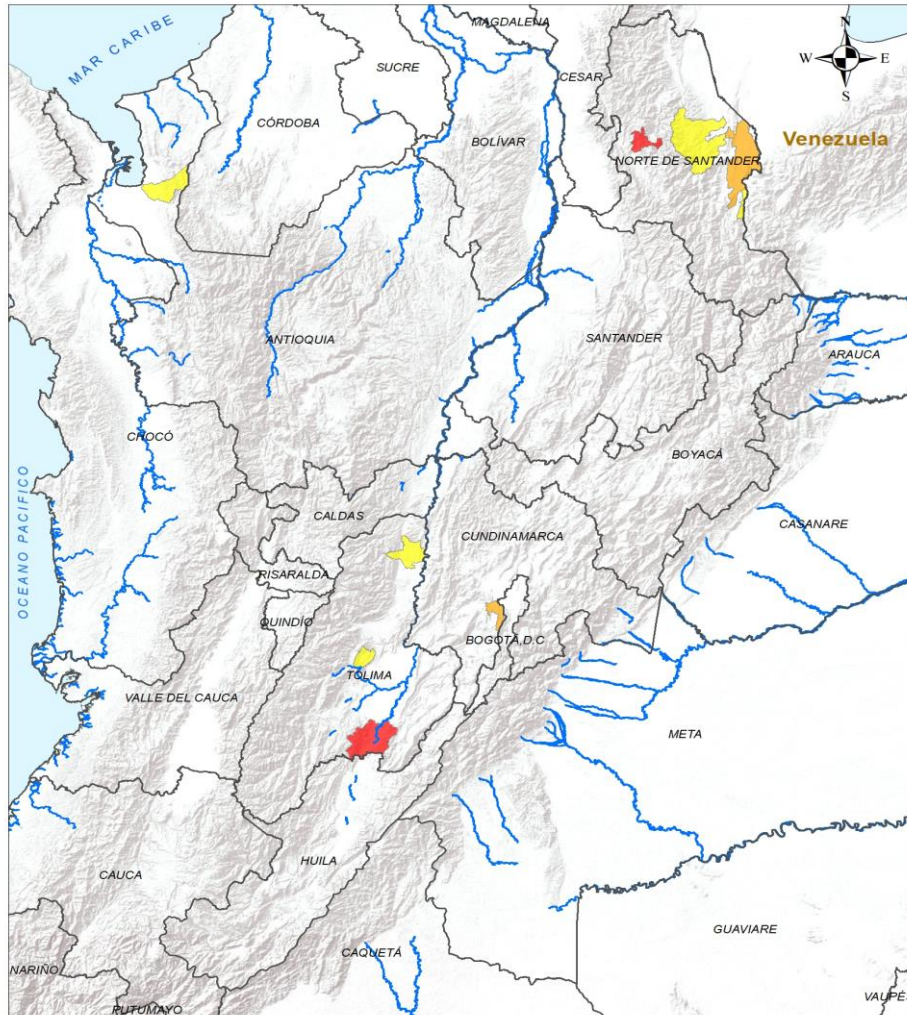 MAGDALENA
MAR CARIBE
N
W E
S
SUCRE
CESAR
CÓRDOBA
BOLÍVAR
Venezuela
NORTE DE SANTANDER
ANTIOQUIA
SANTANDER
ARAUCA
CHOCÓ
BOYACÁ
OCEANO PACIFICO
CALDAS
CUNDINAMARCA
CASANARE
RISARALDA
QUINDÍO
BOGOTÁ, D.C
TOLIMA
VALLE DEL CAUCA
META
HUILA
CAUCA
GUAVIARE
CAQUETÁ
NARIÑO
PUTUMAYO
VAUPÉS